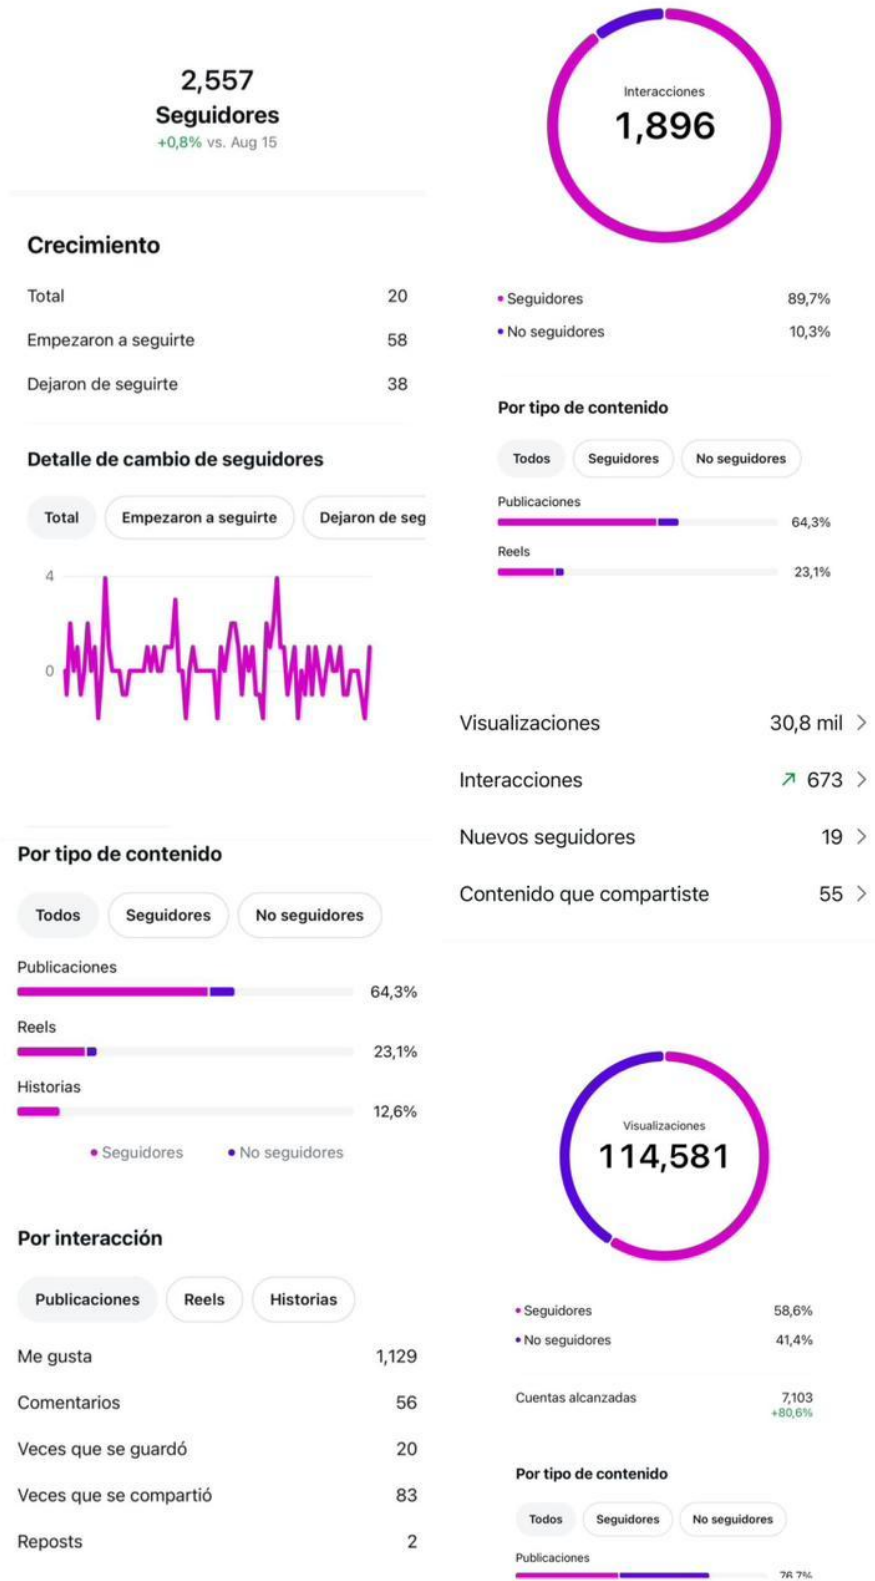 2,557
Seguidores
+0,8% vs. Aug 15
Crecimiento
Total 20
Empezaron a seguirte 58
Dejaron de seguirte 38
Detalle de cambio de seguidores
Total Empezaron a seguirte Dejaron de seg
4
0
Por tipo de contenido
Todos Seguidores No seguidores
Publicaciones
64,3%
Reels
23,1%
Historias
12,6%
• Seguidores • No seguidores
Por interacción
Publicaciones Reels Historias
Me gusta 1,129
Comentarios 56
Veces que se guardó 20
Veces que se compartió 83
Reposts 2
Interacciones
1,896
• Seguidores 89,7%
• No seguidores 10,3%
Por tipo de contenido
Todos Seguidores No seguidores
Publicaciones
64,3%
Reels
23,1%
Visualizaciones 30,8 mil >
Interacciones 673 >
Nuevos seguidores 19 >
Contenido que compartiste 55 >
Visualizaciones
114,581
• Seguidores 58,6%
• No seguidores 41,4%
Cuentas alcanzadas 7,103
+80,6%
Por tipo de contenido
Todos Seguidores No seguidores
Publicaciones
76,7%